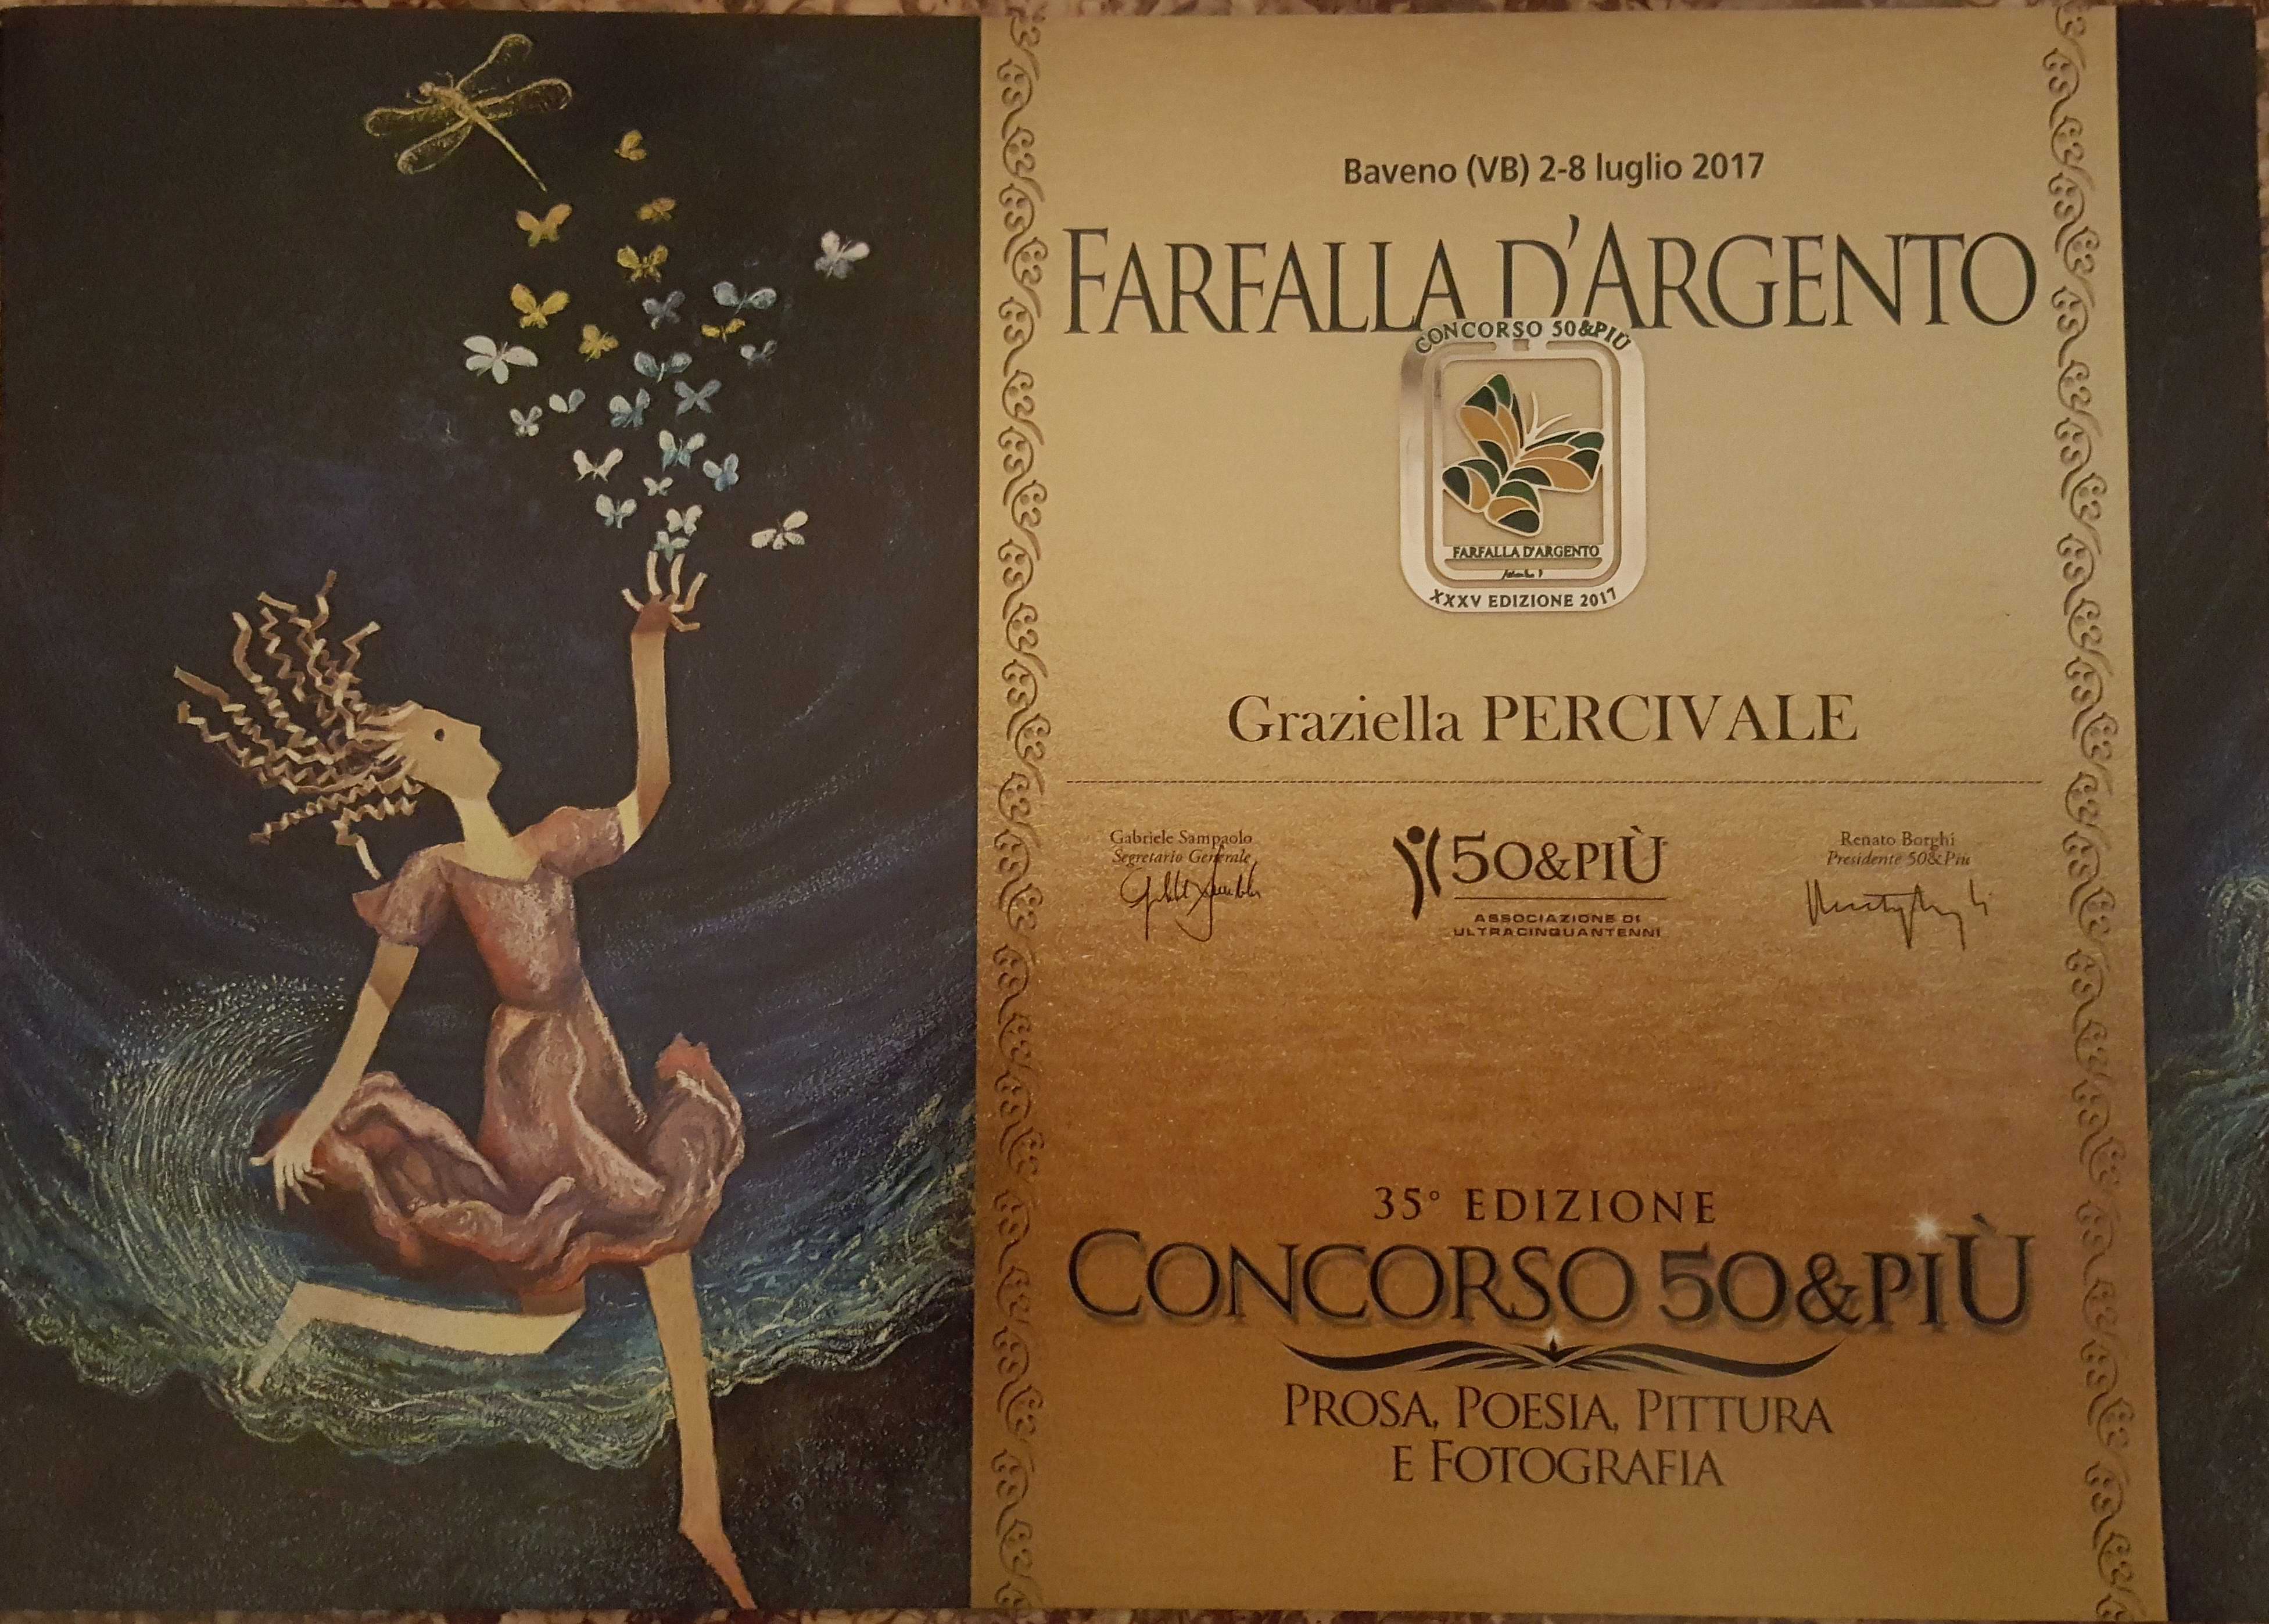 Baveno (VB) 2-8 luglio 2017
FARFALLA D'ARGENTO
CONCORSO 50&PIÙ
FARFALLA D'ARGENTO
XXXV EDIZIONE 2017
Graziella PERCIVALE
Gabriele Sampaolo
Segretario Generale
50&PIÙ
ASSOCIAZIONE DI
ULTRACINQUANTENNI
Renato Borghi
Presidente 50&Più
35° EDIZIONE
CONCORSO 50&PIÙ
PROSA, POESIA, PITTURA
E FOTOGRAFIA